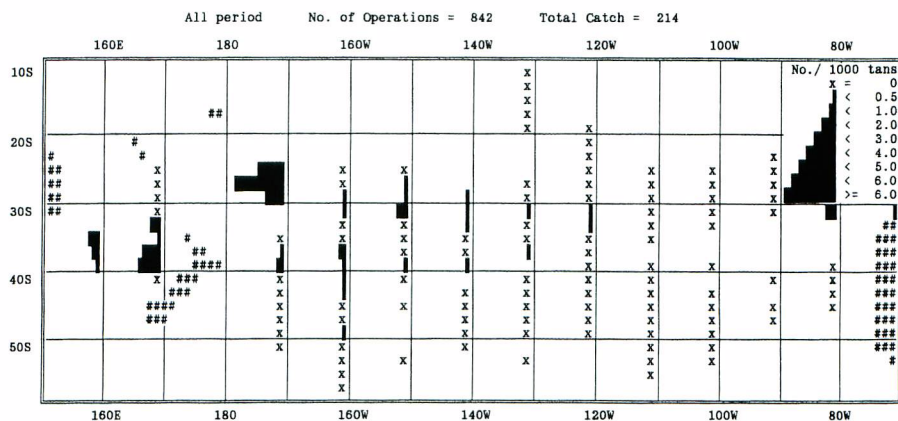 All period No. of Operations = 842 Total Catch = 214
160E 180 160W 140W 120W 100W 80W
10S No./ 1000 tans
x = 0
< 0.5
< 1.0
## < 2.0
20S < 3.0
# < 4.0
# < 5.0
## < 6.0
## >= 6.0
##
30S ##
##
# ###
## ###
#### ###
40S ### ###
### ###
#### ###
### ###
50S ###
#
160E 180 160W 140W 120W 100W 80W